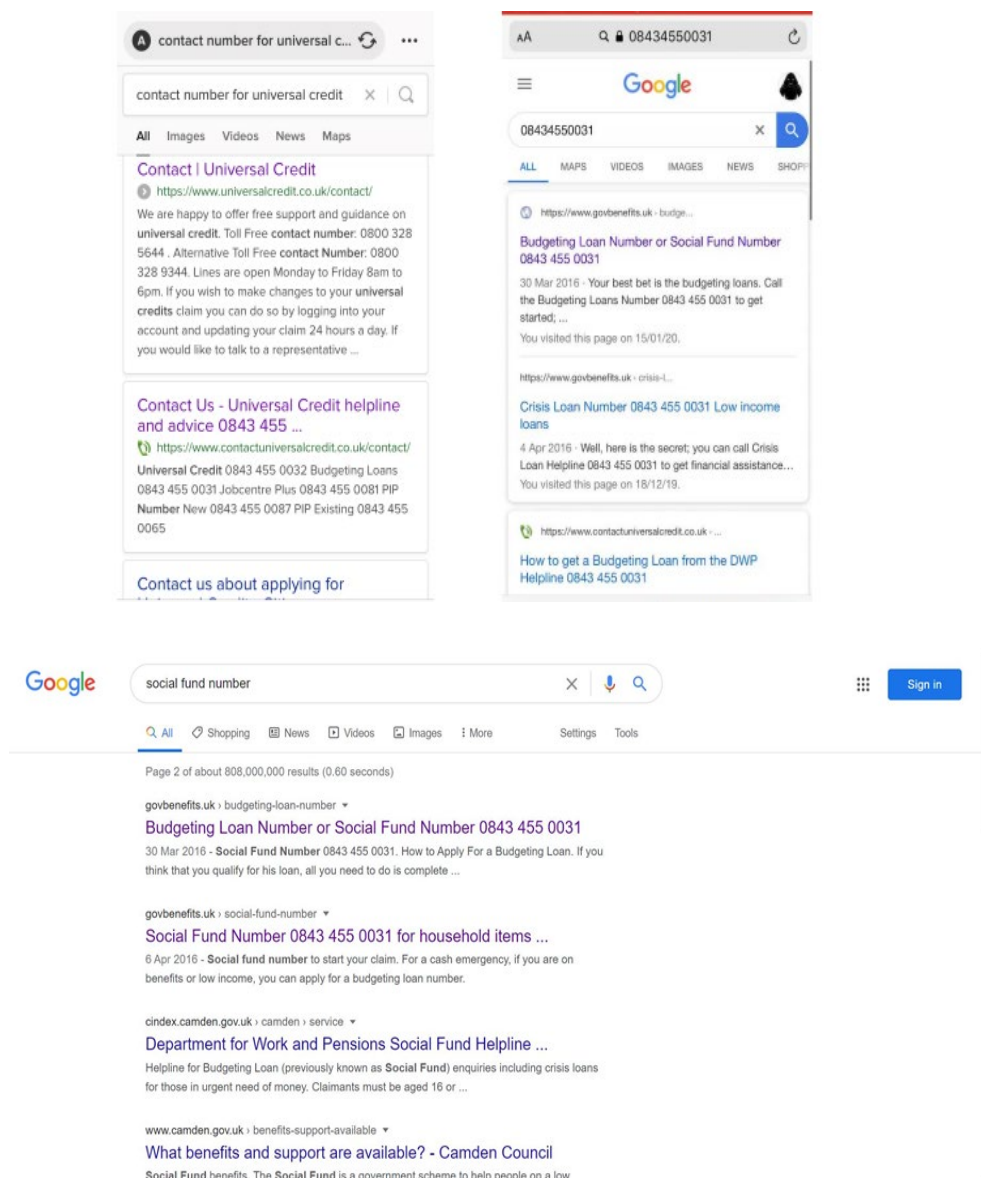 A contact number for universal c... ...
contact number for universal credit
All Images Videos News Maps
Contact | Universal Credit
https://www.universalcredit.co.uk/contact/
We are happy to offer free support and guidance on
universal credit. Toll Free contact number: 0800 328
5644 . Alternative Toll Free contact Number: 0800
328 9344. Lines are open Monday to Friday 8am to
6pm. If you wish to make changes to your universal
credits claim you can do so by logging into your
account and updating your claim 24 hours a day. If
you would like to talk to a representative ...
Contact Us - Universal Credit helpline
and advice 0843 455 ...
https://www.contactuniversalcredit.co.uk/contact/
Universal Credit 0843 455 0032 Budgeting Loans
0843 455 0031 Jobcentre Plus 0843 455 0081 PIP
Number New 0843 455 0087 PIP Existing 0843 455
0065
Contact us about applying for
AA 08434550031
Google
08434550031
ALL MAPS VIDEOS IMAGES NEWS SHOPP
https://www.govbenefits.uk › budge...
Budgeting Loan Number or Social Fund Number
0843 455 0031
30 Mar 2016 · Your best bet is the budgeting loans. Call
the Budgeting Loans Number 0843 455 0031 to get
started; ...
You visited this page on 15/01/20.
https://www.govbenefits.uk › crisis-l...
Crisis Loan Number 0843 455 0031 Low income
loans
4 Apr 2016 · Well, here is the secret; you can call Crisis
Loan Helpline 0843 455 0031 to get financial assistance...
You visited this page on 18/12/19.
https://www.contactuniversalcredit.co.uk › ...
How to get a Budgeting Loan from the DWP
Helpline 0843 455 0031
Google
social fund number
Sign in
All Shopping News Videos Images More Settings Tools
Page 2 of about 808,000,000 results (0.60 seconds)
govbenefits.uk › budgeting-loan-number
Budgeting Loan Number or Social Fund Number 0843 455 0031
30 Mar 2016 - Social Fund Number 0843 455 0031. How to Apply For a Budgeting Loan. If you
think that you qualify for his loan, all you need to do is complete ...
govbenefits.uk › social-fund-number
Social Fund Number 0843 455 0031 for household items ...
6 Apr 2016 - Social fund number to start your claim. For a cash emergency, if you are on
benefits or low income, you can apply for a budgeting loan number.
cindex.camden.gov.uk › camden › service
Department for Work and Pensions Social Fund Helpline ...
Helpline for Budgeting Loan (previously known as Social Fund) enquiries including crisis loans
for those in urgent need of money. Claimants must be aged 16 or ...
www.camden.gov.uk › benefits-support-available
What benefits and support are available? - Camden Council
Social Fund benefits. The Social Fund is a government scheme to help people on a low